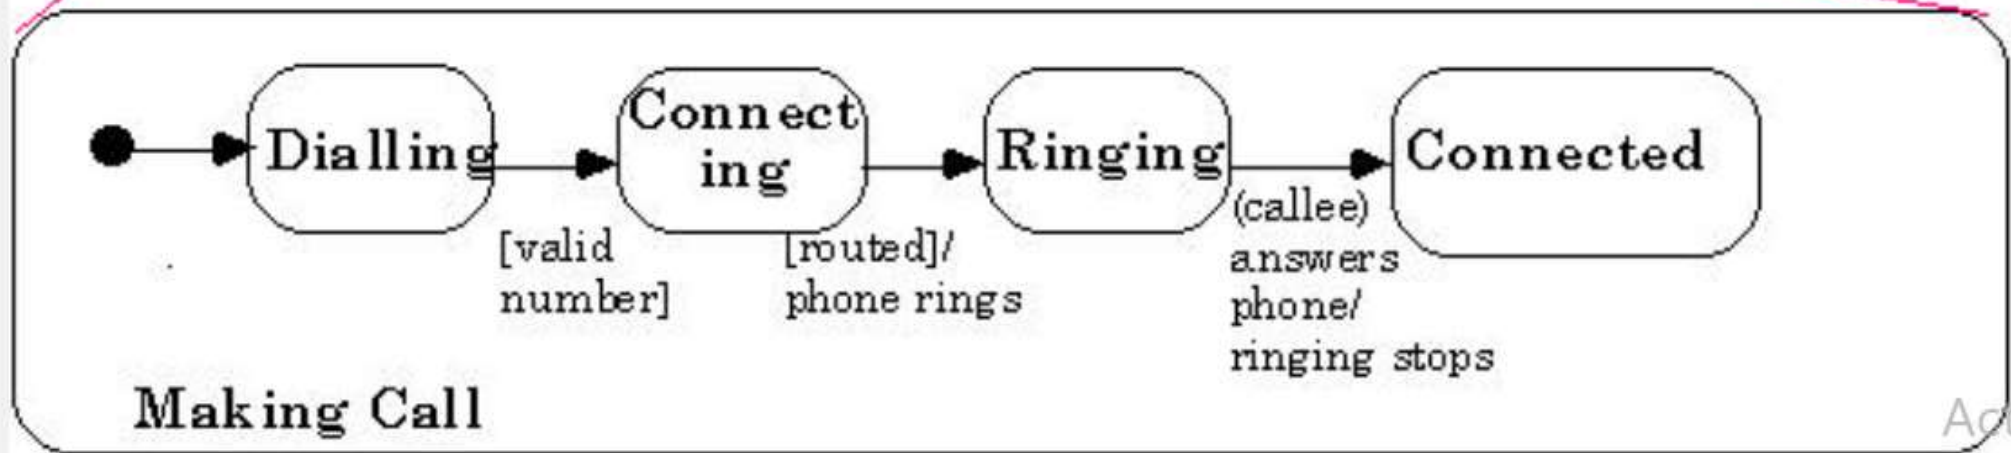 Dialling
Connect
ing
Ringing
Connected
[valid
number]
[routed]/
phone rings
(callee)
answers
phone/
ringing stops
Making Call